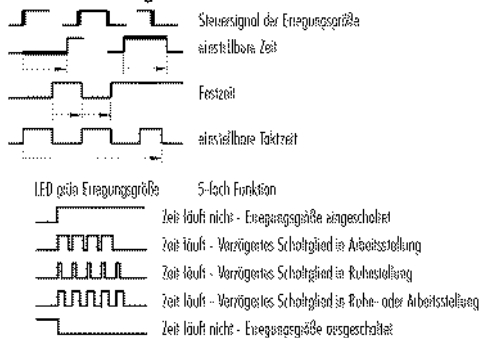 Steuersignal der Erregungsgröße
einstellbare Zeit
Festzeit
einstellbare Taktzeit
LED grün Erregungsgröße 5-fach Funktion
Zeit läuft nicht - Erregungsgröße eingeschaltet
Zeit läuft - Verzögertes Schaltglied in Arbeitsstellung
Zeit läuft - Verzögertes Schaltglied in Ruhestellung
Zeit läuft - Verzögertes Schaltglied in Ruhe- oder Arbeitsstellung
Zeit läuft nicht - Erregungsgröße ausgeschaltet